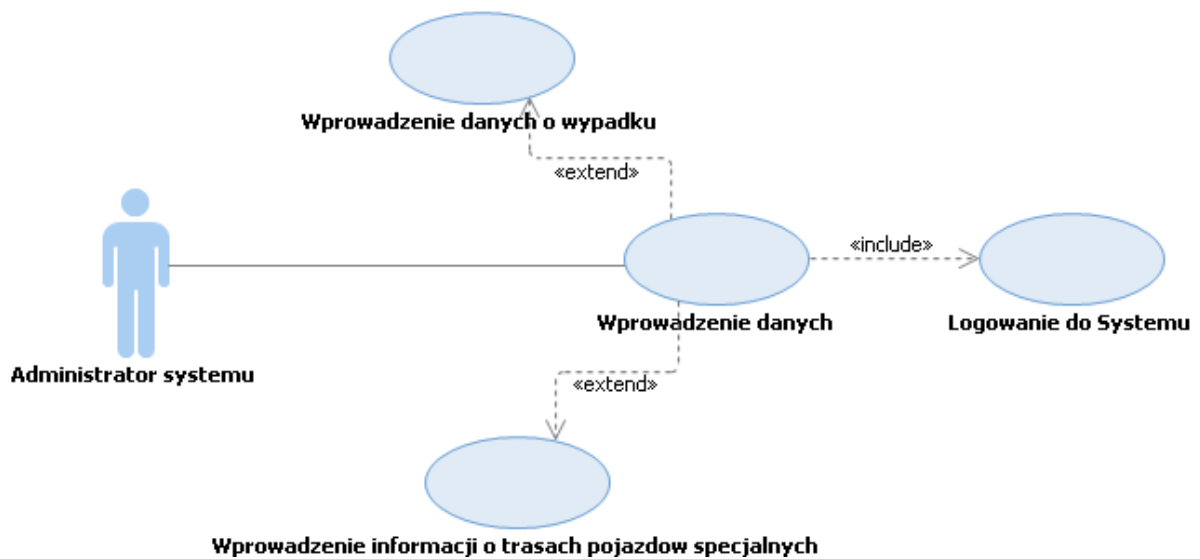 Wprowadzenie danych o wypadku
«extend»
«include»
Wprowadzenie danych
Logowanie do Systemu
Administrator systemu
«extend»
Wprowadzenie informacji o trasach pojazdow specjalnych